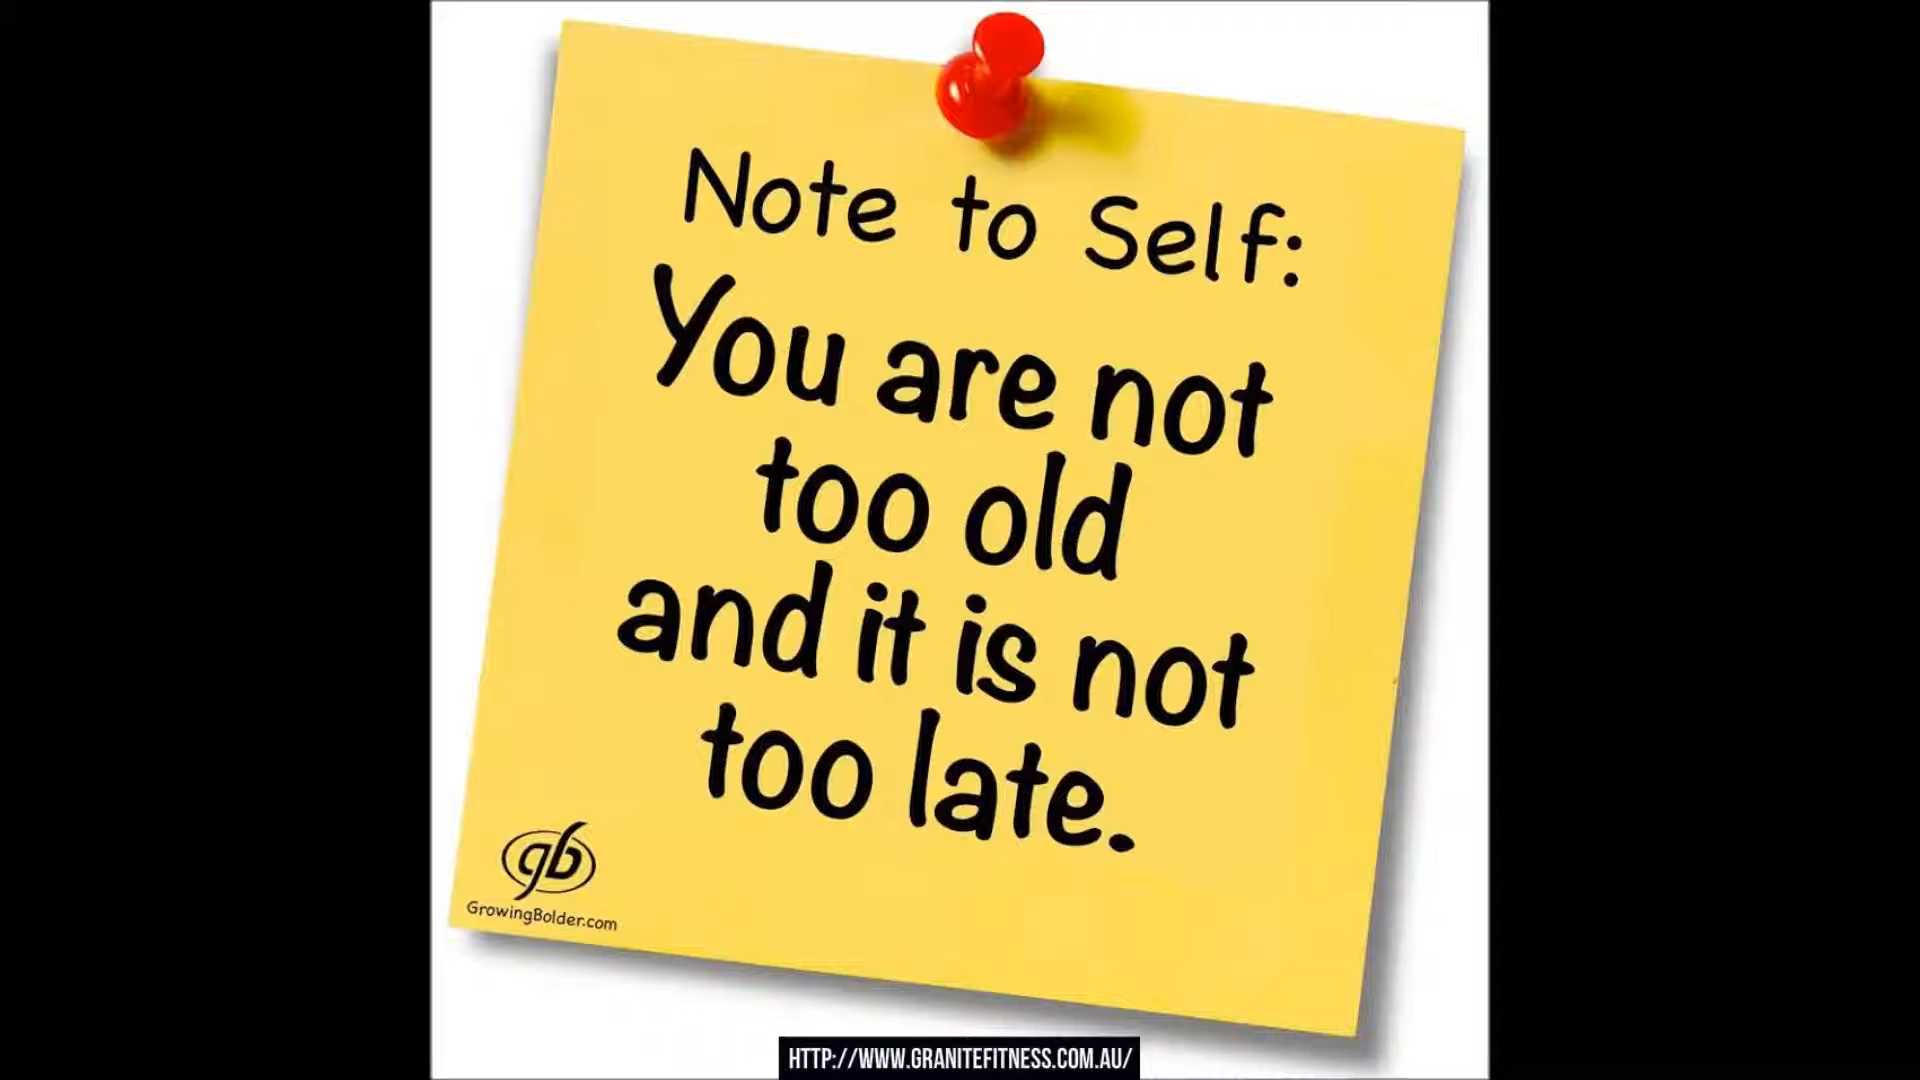 Note to Self:
You are not
too old
and it is not
too late.
gb
GrowingBolder.com
HTTP://WWW.GRANITEFITNESS.COM.AU/